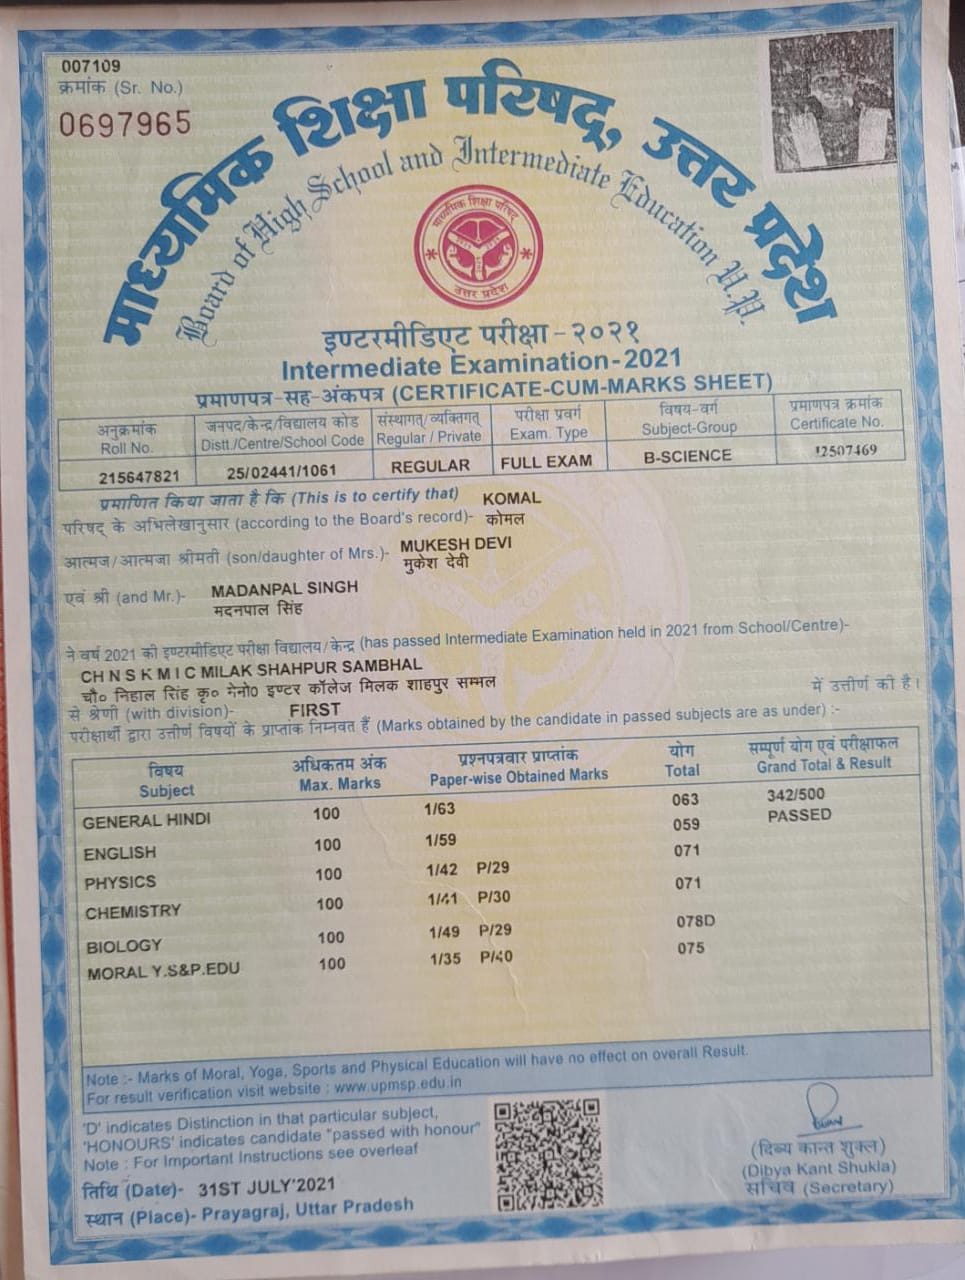 007109
क्रमांक (Sr. No.)
0697965
माध्यमिक शिक्षा परिषद्, उत्तर प्रदेश
Board of High School and Intermediate Education U.P.
माध्यमिक शिक्षा परिषद्
उत्तर प्रदेश
इण्टरमीडिएट परीक्षा-२०२१
Intermediate Examination-2021
प्रमाणपत्र-सह-अंकपत्र (CERTIFICATE-CUM-MARKS SHEET)
अनुक्रमांक जनपद/केन्द्र/विद्यालय कोड संस्थागत/व्यक्तिगत परीक्षा प्रवर्ग विषय-वर्ग प्रमाणपत्र क्रमांक
Roll No. Distt./Centre/School Code Regular / Private Exam. Type Subject-Group Certificate No.
215647821 25/02441/1061 REGULAR FULL EXAM B-SCIENCE 12507469
प्रमाणित किया जाता है कि (This is to certify that) KOMAL
परिषद् के अभिलेखानुसार (according to the Board's record)- कोमल
आत्मज/आत्मजा श्रीमती (son/daughter of Mrs.)- MUKESH DEVI
मुकेश देवी
एवं श्री (and Mr.)- MADANPAL SINGH
मदनपाल सिंह
ने वर्ष 2021 की इण्टरमीडिएट परीक्षा विद्यालय/केन्द्र (has passed Intermediate Examination held in 2021 from School/Centre)-
C H N S K M I C MILAK SHAHPUR SAMBHAL
चौ० निहाल सिंह कृ० मेमो० इण्टर कॉलेज मिलक शाहपुर सम्भल में उत्तीर्ण की है।
से श्रेणी (with division)- FIRST
परीक्षार्थी द्वारा उत्तीर्ण विषयों के प्राप्तांक निम्नवत हैं (Marks obtained by the candidate in passed subjects are as under) :-
विषय अधिकतम अंक प्रश्नपत्रवार प्राप्तांक योग सम्पूर्ण योग एवं परीक्षाफल
Subject Max. Marks Paper-wise Obtained Marks Total Grand Total & Result
GENERAL HINDI 100 1/63 063 342/500
PASSED
ENGLISH 100 1/59 059
PHYSICS 100 1/42 P/29 071
CHEMISTRY 100 1/41 P/30 071
BIOLOGY 100 1/49 P/29 078D
MORAL Y.S&P.EDU 100 1/35 P/40 075
Note :- Marks of Moral, Yoga, Sports and Physical Education will have no effect on overall Result.
For result verification visit website : www.upmsp.edu.in
'D' indicates Distinction in that particular subject,
'HONOURS' indicates candidate "passed with honour"
Note : For Important Instructions see overleaf
तिथि (Date)- 31ST JULY'2021
स्थान (Place)- Prayagraj, Uttar Pradesh
(दिव्य कान्त शुक्ल)
(Dibya Kant Shukla)
सचिव (Secretary)